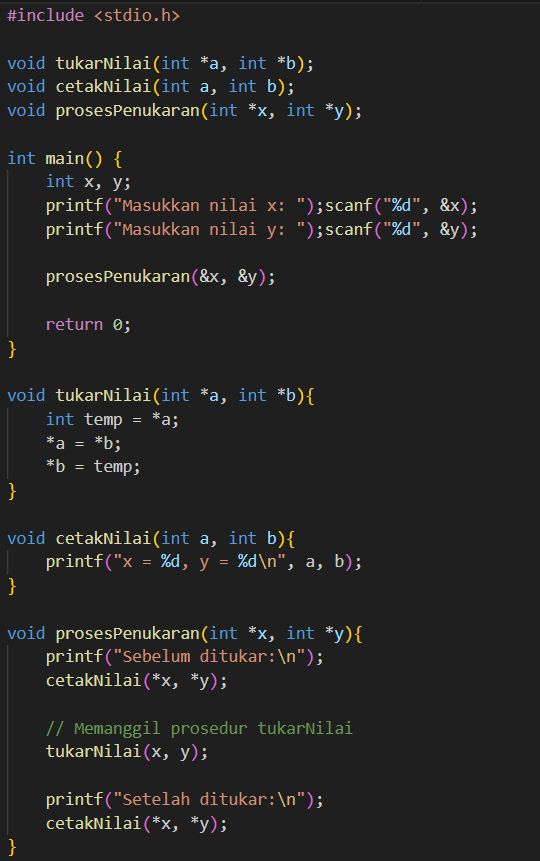 #include <stdio.h>
void tukarNilai(int *a, int *b);
void cetakNilai(int a, int b);
void prosesPenukaran(int *x, int *y);
int main() {
    int x, y;
    printf("Masukkan nilai x: ");scanf("%d", &x);
    printf("Masukkan nilai y: ");scanf("%d", &y);
    prosesPenukaran(&x, &y);
    return 0;
}
void tukarNilai(int *a, int *b){
    int temp = *a;
    *a = *b;
    *b = temp;
}
void cetakNilai(int a, int b){
    printf("x = %d, y = %d\n", a, b);
}
void prosesPenukaran(int *x, int *y){
    printf("Sebelum ditukar:\n");
    cetakNilai(*x, *y);
    // Memanggil prosedur tukarNilai
    tukarNilai(x, y);
    printf("Setelah ditukar:\n");
    cetakNilai(*x, *y);
}